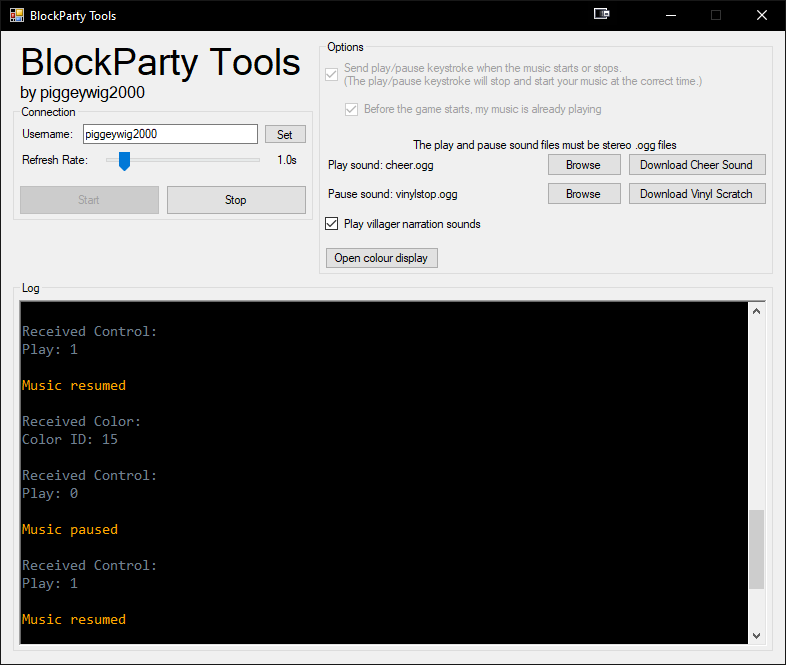 BlockParty Tools
BlockParty Tools
by piggeywig2000
Connection
Username: piggeywig2000 Set
Refresh Rate: 1.0s
Start Stop
Options
Send play/pause keystroke when the music starts or stops.
(The play/pause keystroke will stop and start your music at the correct time.)
Before the game starts, my music is already playing
The play and pause sound files must be stereo .ogg files
Play sound: cheer.ogg Browse Download Cheer Sound
Pause sound: vinylstop.ogg Browse Download Vinyl Scratch
Play villager narration sounds
Open colour display
Log
Received Control:
Play: 1
Music resumed
Received Color:
Color ID: 15
Received Control:
Play: 0
Music paused
Received Control:
Play: 1
Music resumed